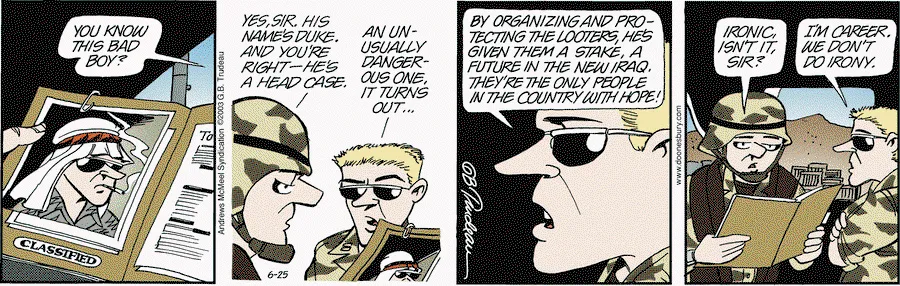 YOU KNOW
THIS BAD
BOY?
CLASSIFIED
TO
Andrews McMeel Syndication ©2003 G.B. Trudeau
YES, SIR. HIS
NAME'S DUKE.
AND YOU'RE
RIGHT — HE'S
A HEAD CASE.
AN UN-
USUALLY
DANGER-
OUS ONE,
IT TURNS
OUT...
6-25
BY ORGANIZING AND PRO-
TECTING THE LOOTERS, HE'S
GIVEN THEM A STAKE, A
FUTURE IN THE NEW IRAQ.
THEY'RE THE ONLY PEOPLE
IN THE COUNTRY WITH HOPE!
GBTrudeau
www.doonesbury.com
IRONIC,
ISN'T IT,
SIR?
I'M CAREER.
WE DON'T
DO IRONY.